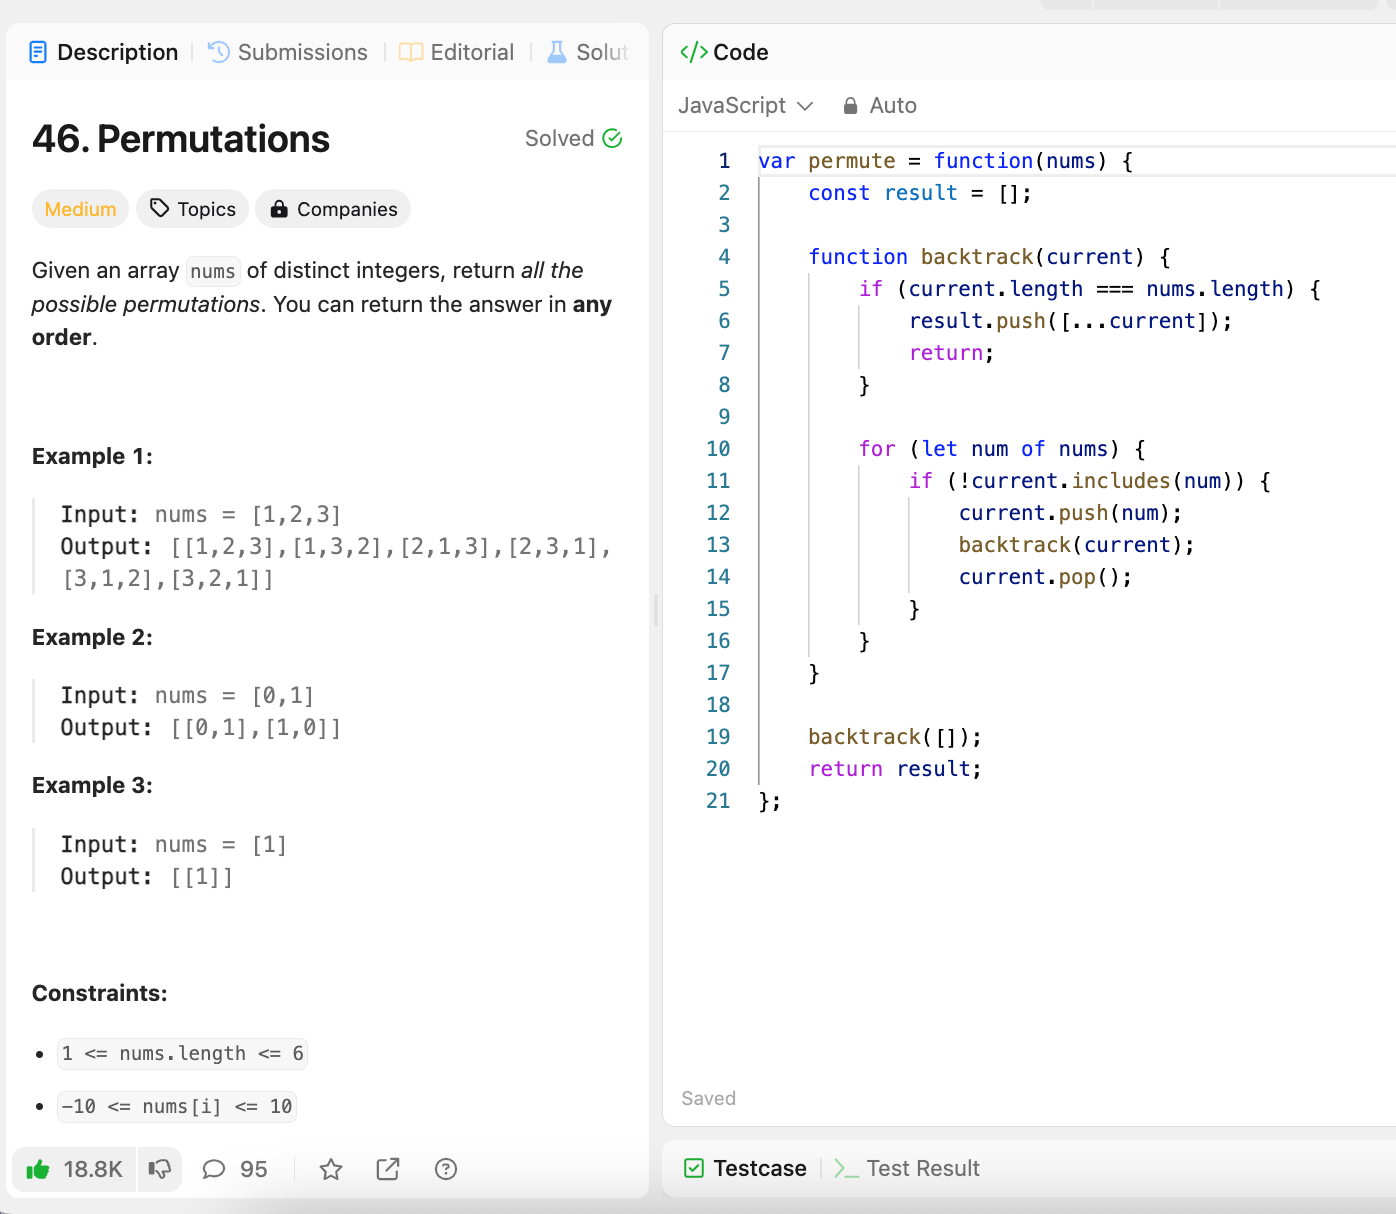 Description
Submissions
Editorial
Solut
46. Permutations
Solved
Medium
Topics
Companies
Given an array nums of distinct integers, return all the
possible permutations. You can return the answer in any
order.
Example 1:
Input: nums = [1,2,3]
Output: [[1,2,3],[1,3,2],[2,1,3],[2,3,1],
[3,1,2],[3,2,1]]
Example 2:
Input: nums = [0,1]
Output: [[0,1],[1,0]]
Example 3:
Input: nums = [1]
Output: [[1]]
Constraints:
• 1 <= nums.length <= 6
• -10 <= nums[i] <= 10
18.8K
95
</> Code
JavaScript
Auto
1 var permute = function(nums) {
2     const result = [];
3
4     function backtrack(current) {
5         if (current.length === nums.length) {
6             result.push([...current]);
7             return;
8         }
9
10         for (let num of nums) {
11             if (!current.includes(num)) {
12                 current.push(num);
13                 backtrack(current);
14                 current.pop();
15             }
16         }
17     }
18
19     backtrack([]);
20     return result;
21 };
Saved
Testcase
>_ Test Result